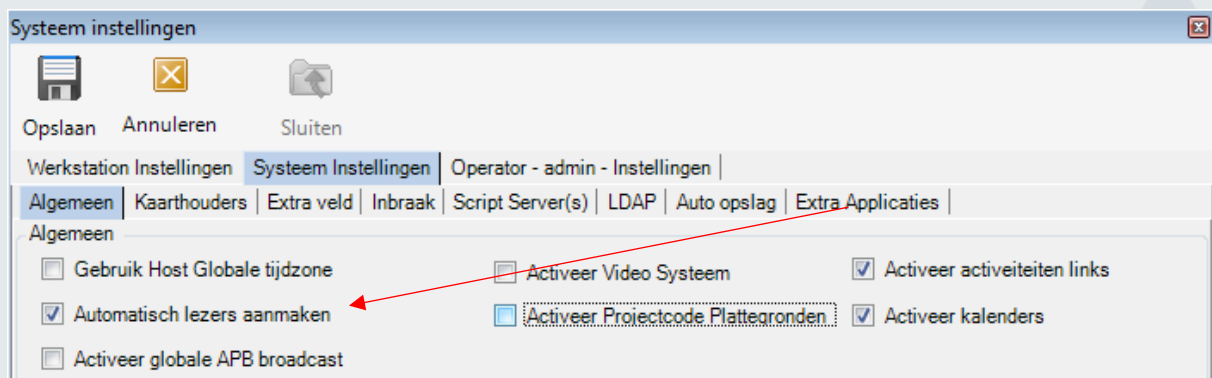 Systeem instellingen
Opslaan Annuleren Sluiten
Werkstation Instellingen Systeem Instellingen Operator - admin - Instellingen
Algemeen Kaarthouders Extra veld Inbraak Script Server(s) LDAP Auto opslag Extra Applicaties
Algemeen
Gebruik Host Globale tijdzone Activeer Video Systeem Activeer activeiteiten links
Automatisch lezers aanmaken Activeer Projectcode Plattegronden Activeer kalenders
Activeer globale APB broadcast